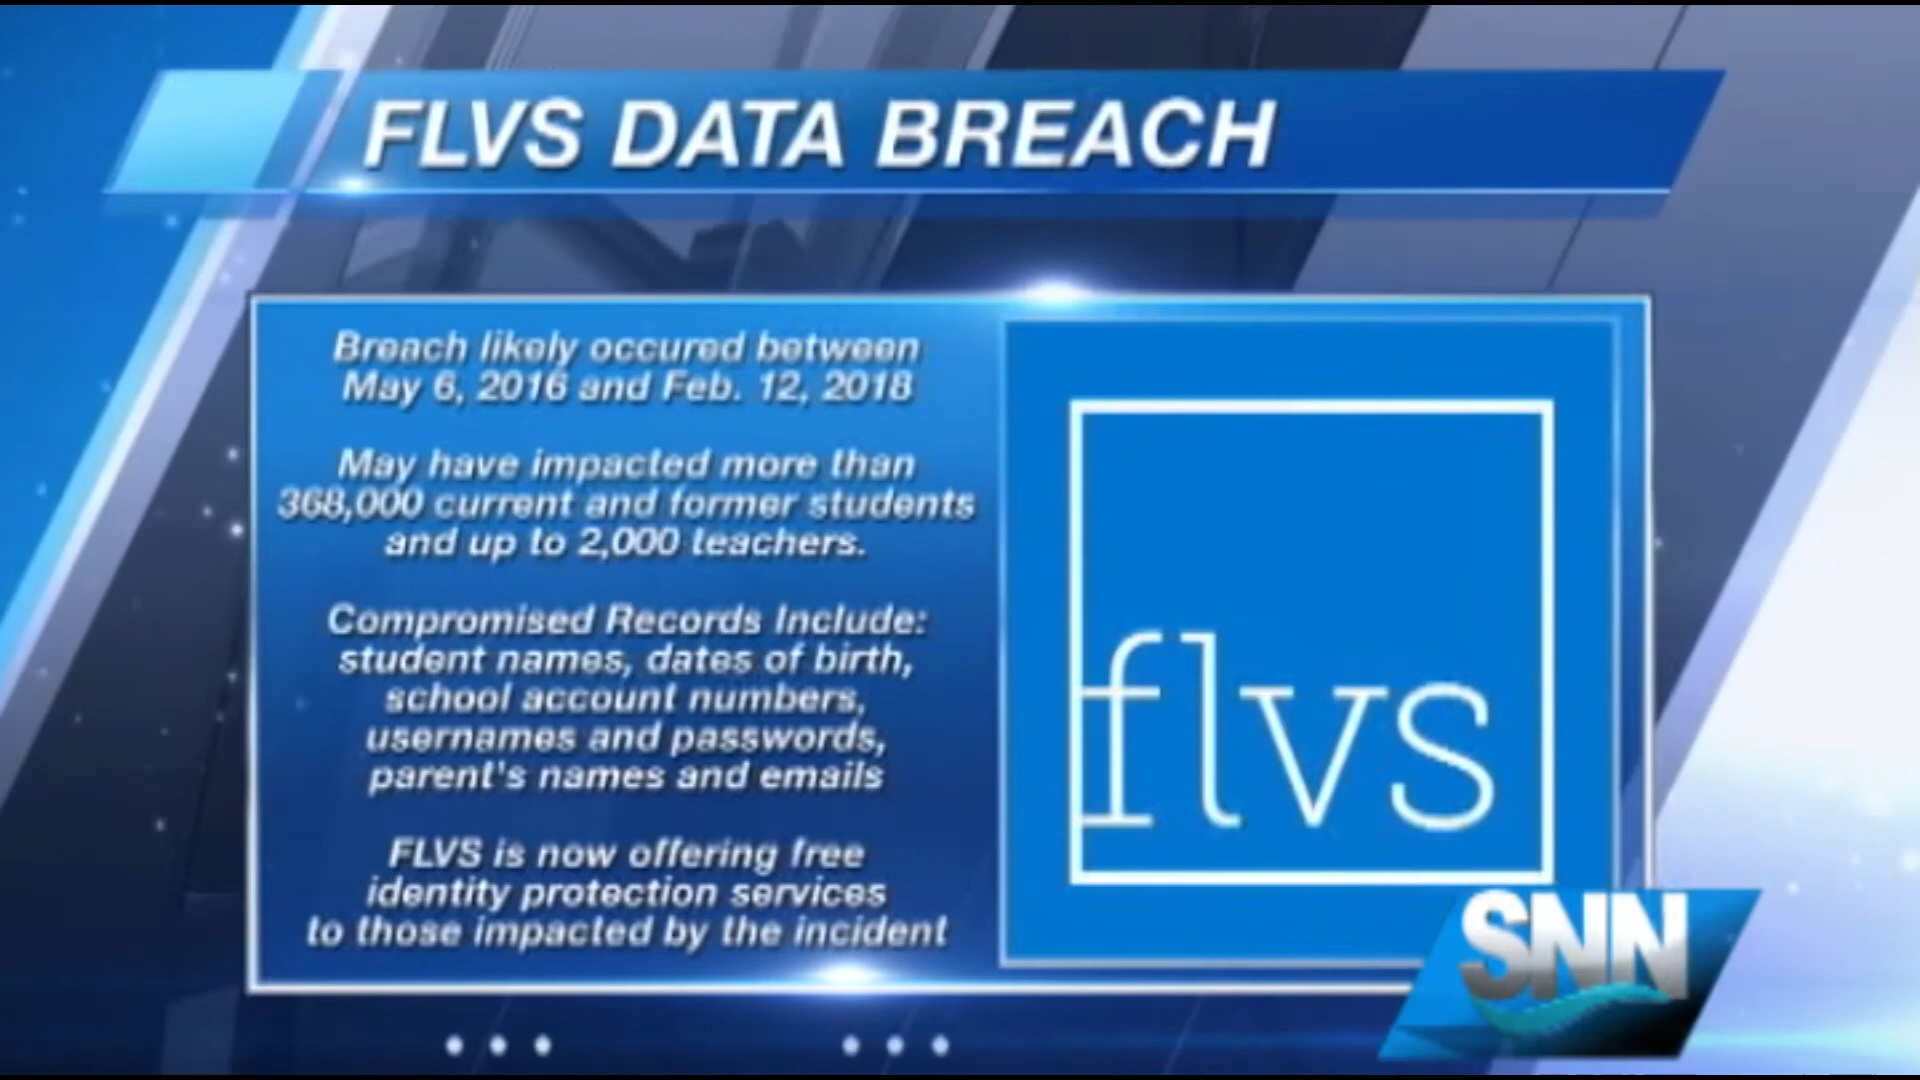 FLVS DATA BREACH
Breach likely occured between
May 6, 2016 and Feb. 12, 2018
May have impacted more than
368,000 current and former students
and up to 2,000 teachers.
Compromised Records Include:
student names, dates of birth,
school account numbers,
usernames and passwords,
parent's names and emails
FLVS is now offering free
identity protection services
to those impacted by the incident
flvs
SNN